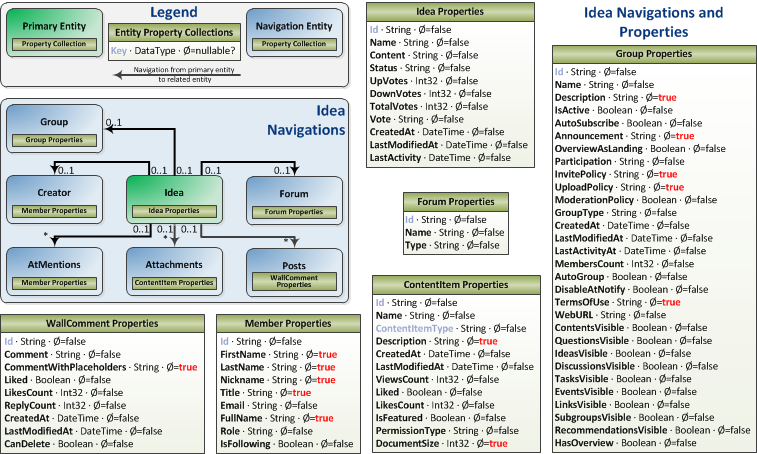 Legend
Primary Entity
Property Collection
Entity Property Collections
Key · DataType · Ø=nullable?
Navigation Entity
Property Collection
Navigation from primary entity
to related entity
Idea
Navigations
Group
Group Properties
0..1
0..1
0..1
0..1
0..1
0..1
Creator
Member Properties
Idea
Idea Properties
Forum
Forum Properties
0..1
0..1
0..1
*
*
*
AtMentions
Member Properties
Attachments
ContentItem Properties
Posts
WallComment
Properties
WallComment Properties
Id · String · Ø=false
Comment · String · Ø=false
CommentWithPlaceholders · String · Ø=true
Liked · Boolean · Ø=false
LikesCount · Int32 · Ø=false
ReplyCount · Int32 · Ø=false
CreatedAt · DateTime · Ø=false
LastModifiedAt · DateTime · Ø=false
CanDelete · Boolean · Ø=false
Member Properties
Id · String · Ø=false
FirstName · String · Ø=true
LastName · String · Ø=true
Nickname · String · Ø=true
Title · String · Ø=true
Email · String · Ø=false
FullName · String · Ø=true
Role · String · Ø=false
IsFollowing · Boolean · Ø=false
Idea Properties
Id · String · Ø=false
Name · String · Ø=false
Content · String · Ø=false
Status · String · Ø=false
UpVotes · Int32 · Ø=false
DownVotes · Int32 · Ø=false
TotalVotes · Int32 · Ø=false
Vote · String · Ø=false
CreatedAt · DateTime · Ø=false
LastModifiedAt · DateTime · Ø=false
LastActivity · DateTime · Ø=false
Forum Properties
Id · String · Ø=false
Name · String · Ø=false
Type · String · Ø=false
ContentItem Properties
Id · String · Ø=false
Name · String · Ø=false
ContentItemType · String · Ø=false
Description · String · Ø=true
CreatedAt · DateTime · Ø=false
LastModifiedAt · DateTime · Ø=false
ViewsCount · Int32 · Ø=false
Liked · Boolean · Ø=false
LikesCount · Int32 · Ø=false
IsFeatured · Boolean · Ø=false
PermissionType · String · Ø=false
DocumentSize · Int32 · Ø=true
Idea Navigations and
Properties
Group Properties
Id · String · Ø=false
Name · String · Ø=false
Description · String · Ø=true
IsActive · Boolean · Ø=false
AutoSubscribe · Boolean · Ø=false
Announcement · String · Ø=true
OverviewAsLanding · Boolean · Ø=false
Participation · String · Ø=false
InvitePolicy · String · Ø=true
UploadPolicy · String · Ø=true
ModerationPolicy · Boolean · Ø=false
GroupType · String · Ø=false
CreatedAt · DateTime · Ø=false
LastModifiedAt · DateTime · Ø=false
LastActivityAt · DateTime · Ø=false
MembersCount · Int32 · Ø=false
AutoGroup · Boolean · Ø=false
DisableAtNotify · Boolean · Ø=false
TermsOfUse · String · Ø=true
WebURL · String · Ø=false
ContentsVisible · Boolean · Ø=false
QuestionsVisible · Boolean · Ø=false
IdeasVisible · Boolean · Ø=false
DiscussionsVisible · Boolean · Ø=false
TasksVisible · Boolean · Ø=false
EventsVisible · Boolean · Ø=false
LinksVisible · Boolean · Ø=false
SubgroupsVisible · Boolean · Ø=false
RecommendationsVisible · Boolean · Ø=false
HasOverview · Boolean · Ø=false